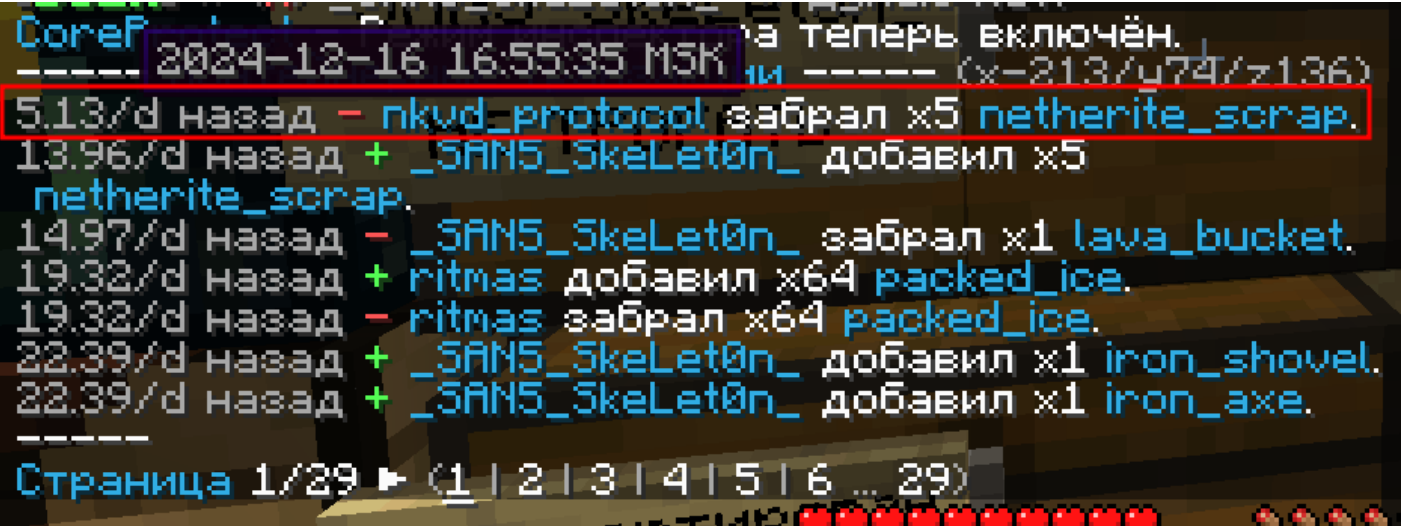 CoreP ра теперь включён.
2024-12-16 16:55:35 MSK
----- ии ----- (x-213/y74/z136)
5.13/d назад - nkvd_protocol забрал x5 netherite_scrap.
13.96/d назад + _SAN5_SkeLet0n_ добавил x5
netherite_scrap.
14.97/d назад - _SAN5_SkeLet0n_ забрал x1 lava_bucket.
19.32/d назад + ritmas добавил x64 packed_ice.
19.32/d назад - ritmas забрал x64 packed_ice.
22.39/d назад + _SAN5_SkeLet0n_ добавил x1 iron_shovel.
22.39/d назад + _SAN5_SkeLet0n_ добавил x1 iron_axe.
-----
Страница 1/29 ► (1 | 2 | 3 | 4 | 5 | 6 ... 29)